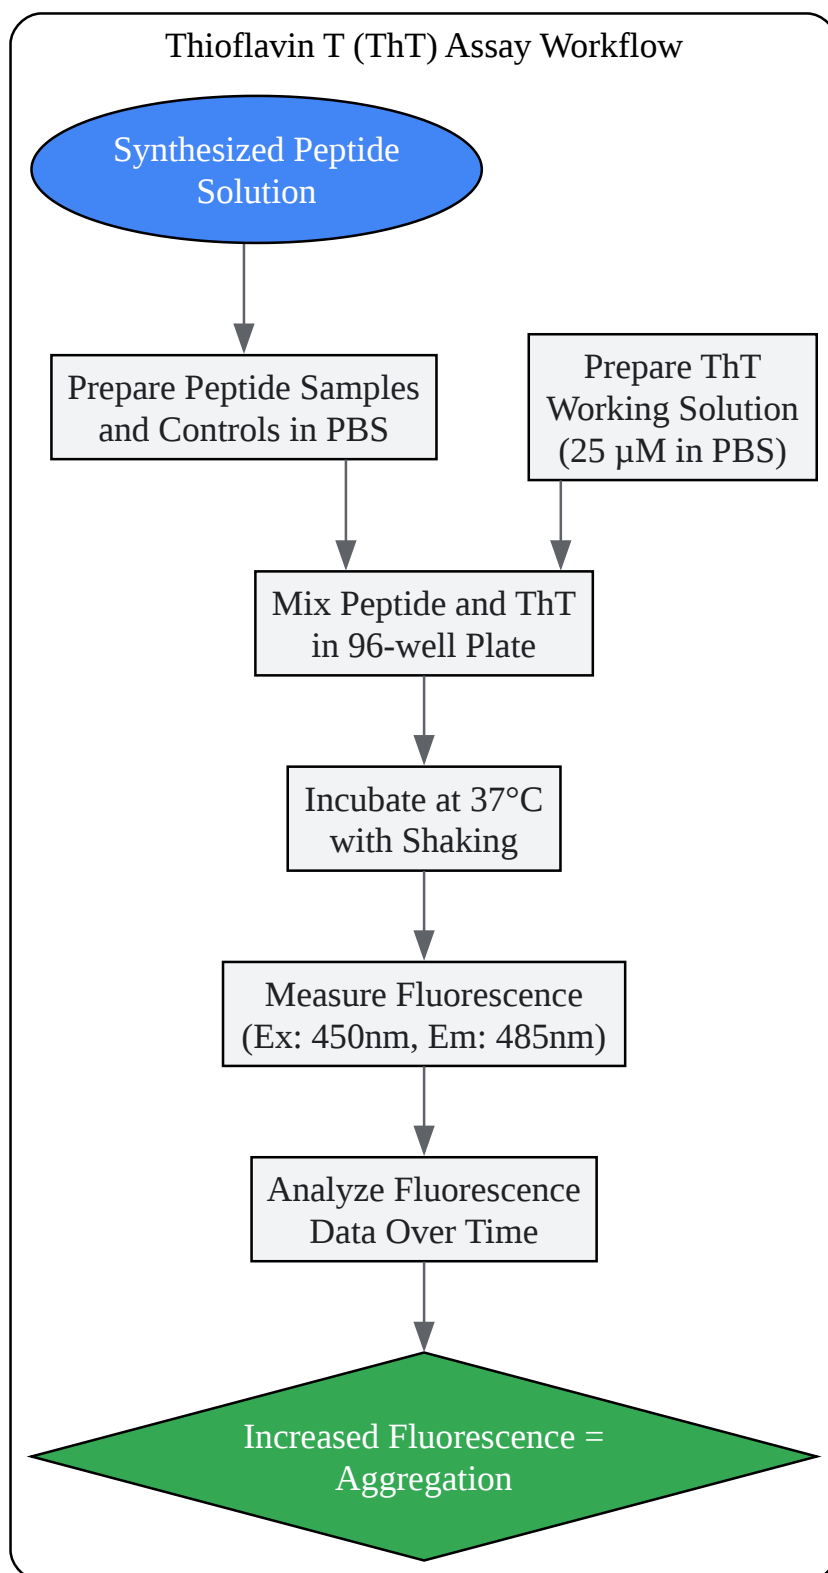 Thioflavin T (ThT) Assay Workflow
Synthesized Peptide
Solution
Prepare Peptide Samples
and Controls in PBS
Prepare ThT
Working Solution
(25 µM in PBS)
Mix Peptide and ThT
in 96-well Plate
Incubate at 37°C
with Shaking
Measure Fluorescence
(Ex: 450nm, Em: 485nm)
Analyze Fluorescence
Data Over Time
Increased Fluorescence =
Aggregation